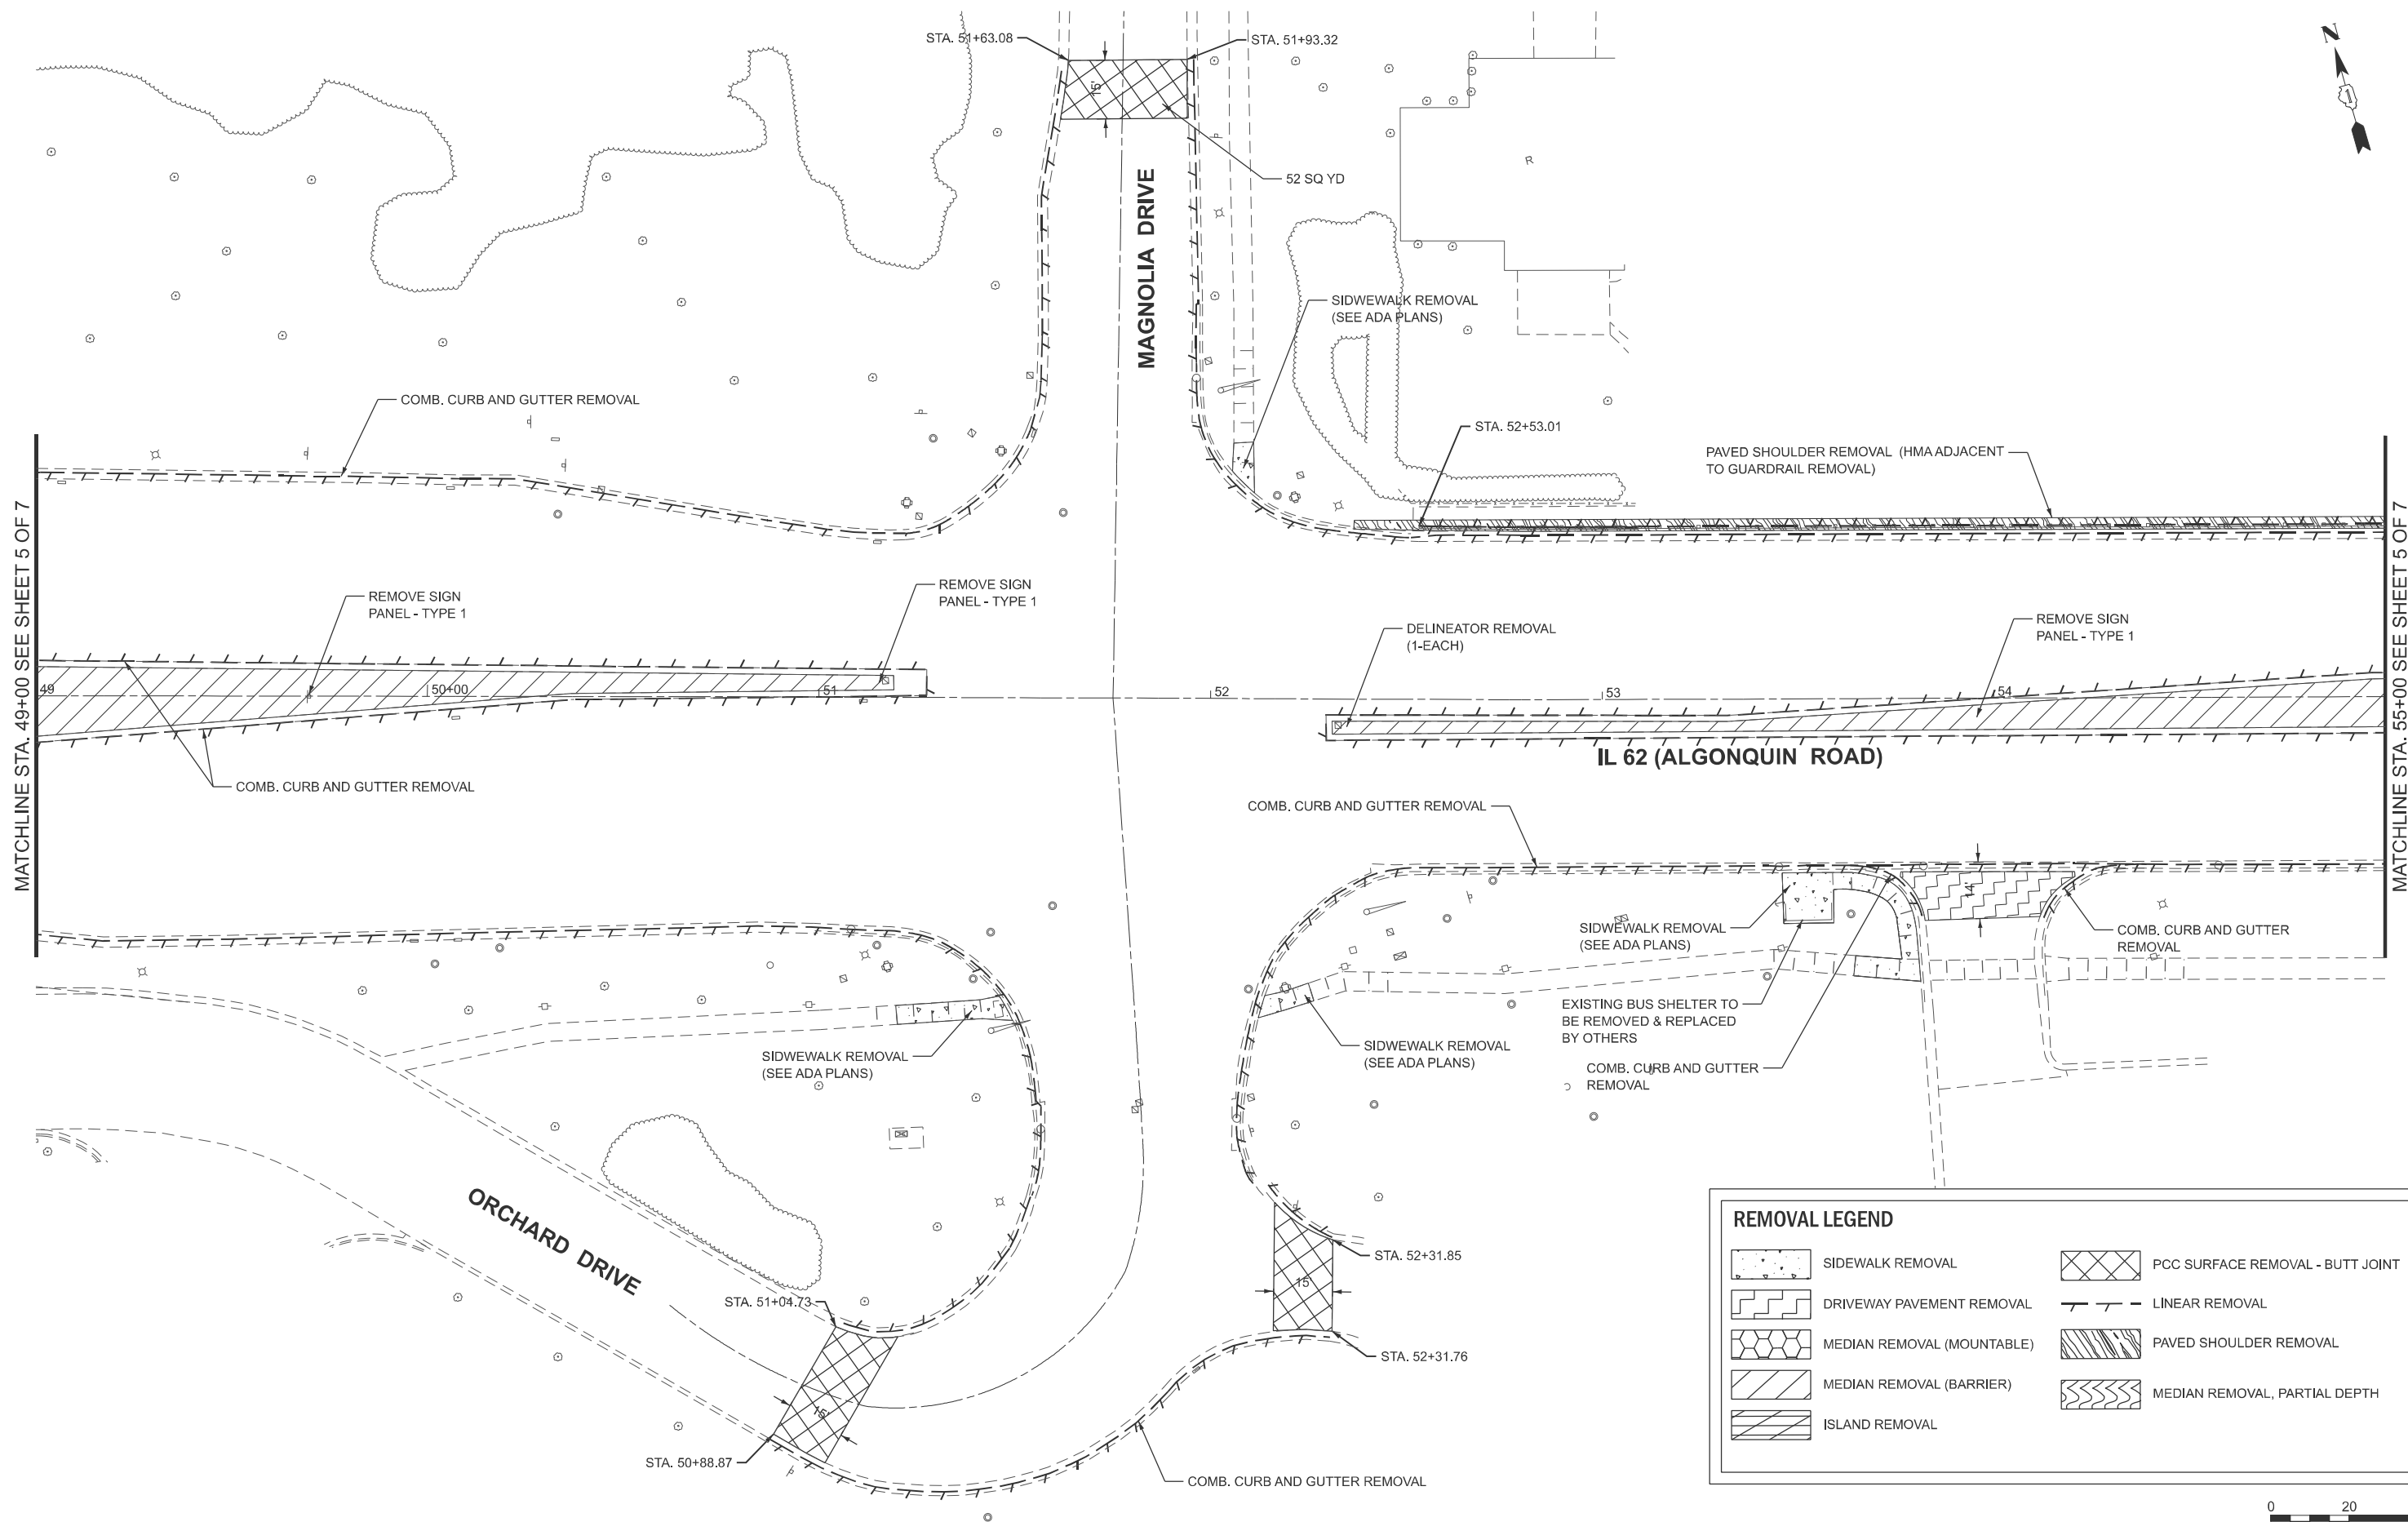 STA. 51+63.08
STA. 51+93.32
N
1
15'
52 SQ YD
R
MAGNOLIA DRIVE
SIDWEWALK REMOVAL
(SEE ADA PLANS)
COMB. CURB AND GUTTER REMOVAL
STA. 52+53.01
PAVED SHOULDER REMOVAL (HMA ADJACENT
TO GUARDRAIL REMOVAL)
MATCHLINE STA. 49+00 SEE SHEET 5 OF 7
MATCHLINE STA. 55+00 SEE SHEET 5 OF 7
REMOVE SIGN
PANEL - TYPE 1
REMOVE SIGN
PANEL - TYPE 1
DELINEATOR REMOVAL
(1-EACH)
REMOVE SIGN
PANEL - TYPE 1
49
50+00
51
52
53
54
IL 62 (ALGONQUIN ROAD)
COMB. CURB AND GUTTER REMOVAL
COMB. CURB AND GUTTER REMOVAL
14'
SIDWEWALK REMOVAL
(SEE ADA PLANS)
COMB. CURB AND GUTTER
REMOVAL
EXISTING BUS SHELTER TO
BE REMOVED & REPLACED
BY OTHERS
SIDWEWALK REMOVAL
(SEE ADA PLANS)
SIDWEWALK REMOVAL
(SEE ADA PLANS)
COMB. CURB AND GUTTER
REMOVAL
ORCHARD DRIVE
STA. 52+31.85
15'
STA. 51+04.73
STA. 52+31.76
15'
STA. 50+88.87
COMB. CURB AND GUTTER REMOVAL
REMOVAL LEGEND
SIDEWALK REMOVAL
DRIVEWAY PAVEMENT REMOVAL
MEDIAN REMOVAL (MOUNTABLE)
MEDIAN REMOVAL (BARRIER)
ISLAND REMOVAL
PCC SURFACE REMOVAL - BUTT JOINT
LINEAR REMOVAL
PAVED SHOULDER REMOVAL
MEDIAN REMOVAL, PARTIAL DEPTH
0 20